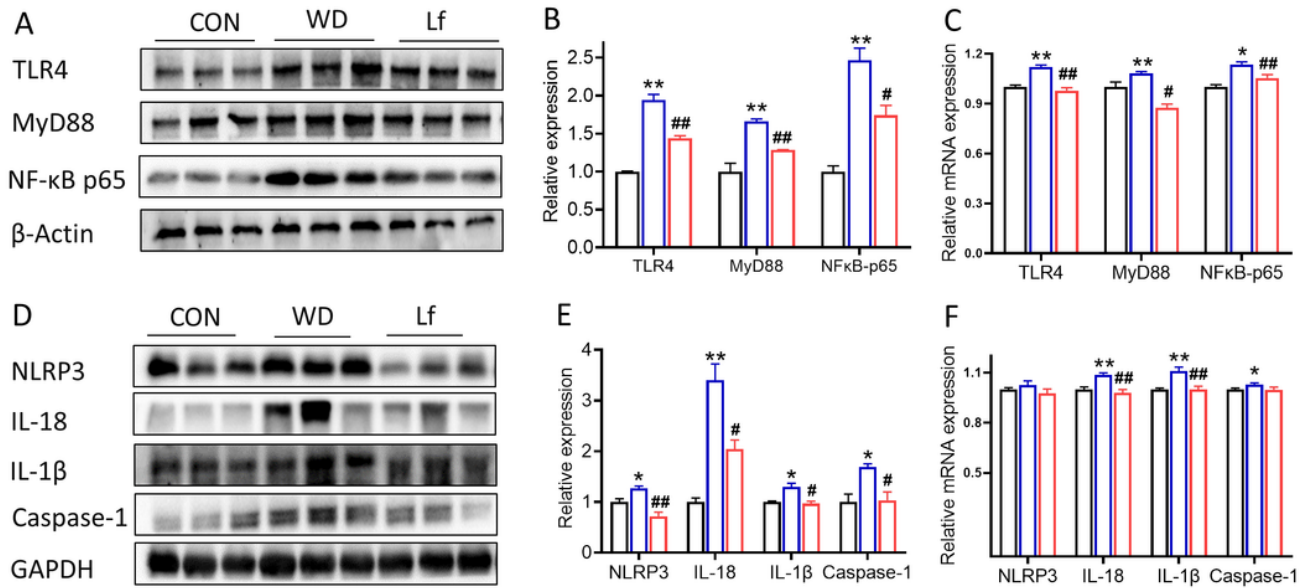 A
CON WD Lf
TLR4
MyD88
NF-κB p65
β-Actin
B
Relative expression
2.5
2.0
1.5
1.0
0.5
0.0
** ## ** ## ** #
TLR4 MyD88 NFκB-p65
C
Relative mRNA expression
1.2
0.9
0.6
0.3
0.0
** ## ** # * ##
TLR4 MyD88 NFκB-p65
D
CON WD Lf
NLRP3
IL-18
IL-1β
Caspase-1
GAPDH
E
Relative expression
4
3
2
1
0
* ## ** # * # * #
NLRP3 IL-18 IL-1β Caspase-1
F
Relative mRNA expression
1.1
0.8
0.5
** ## ** ## *
NLRP3 IL-18 IL-1β Caspase-1